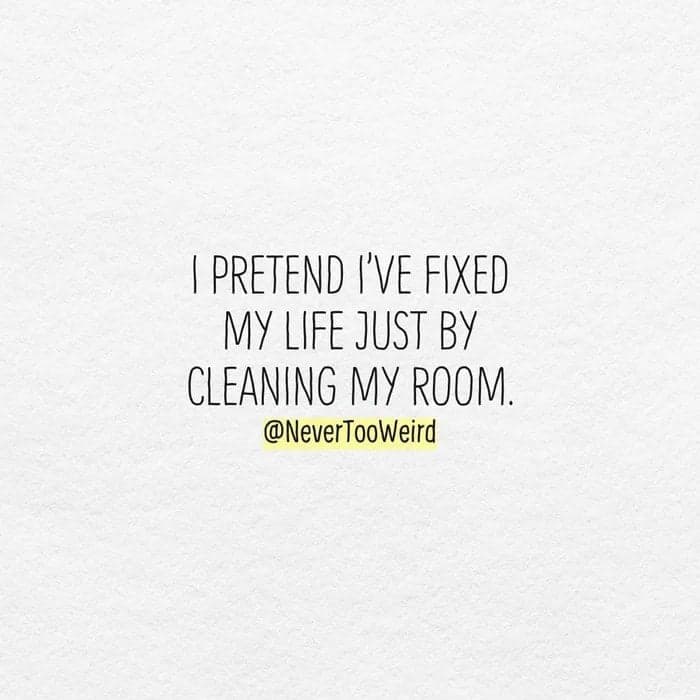 I PRETEND I'VE FIXED
MY LIFE JUST BY
CLEANING MY ROOM.
@NeverTooWeird